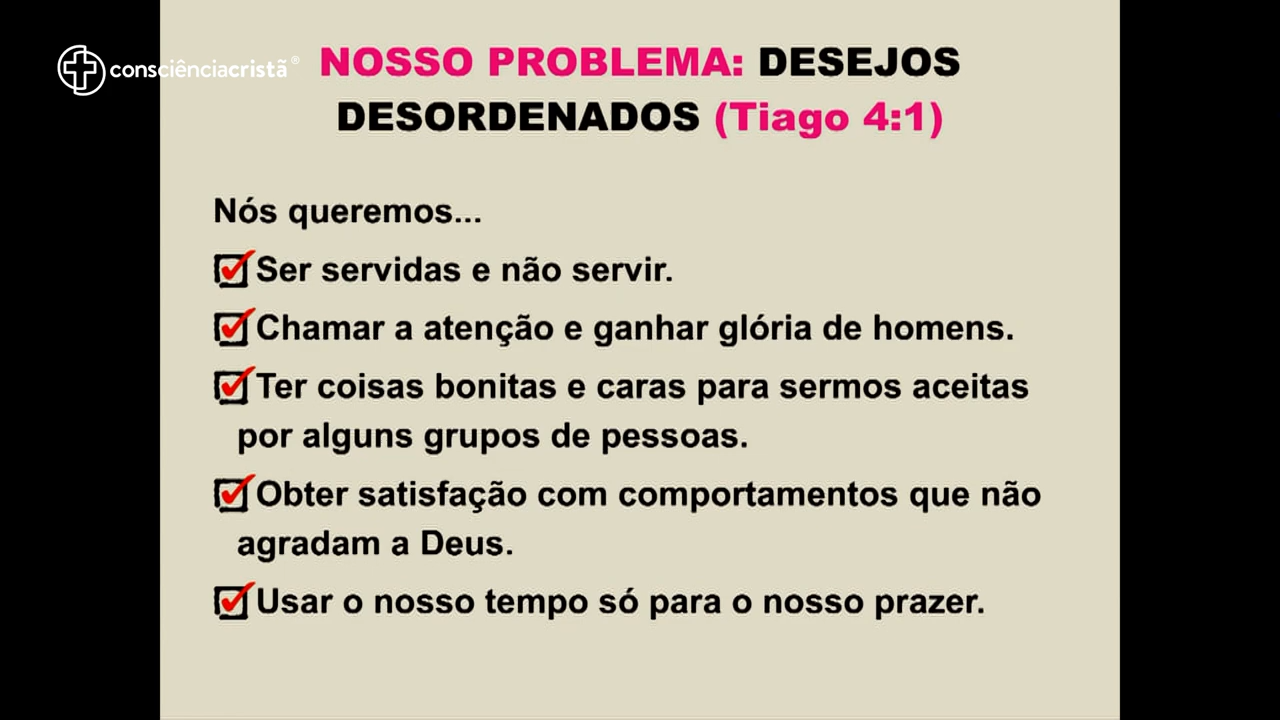 consciênciacristã®
NOSSO PROBLEMA: DESEJOS
DESORDENADOS (Tiago 4:1)
Nós queremos...
Ser servidas e não servir.
Chamar a atenção e ganhar glória de homens.
Ter coisas bonitas e caras para sermos aceitas
por alguns grupos de pessoas.
Obter satisfação com comportamentos que não
agradam a Deus.
Usar o nosso tempo só para o nosso prazer.